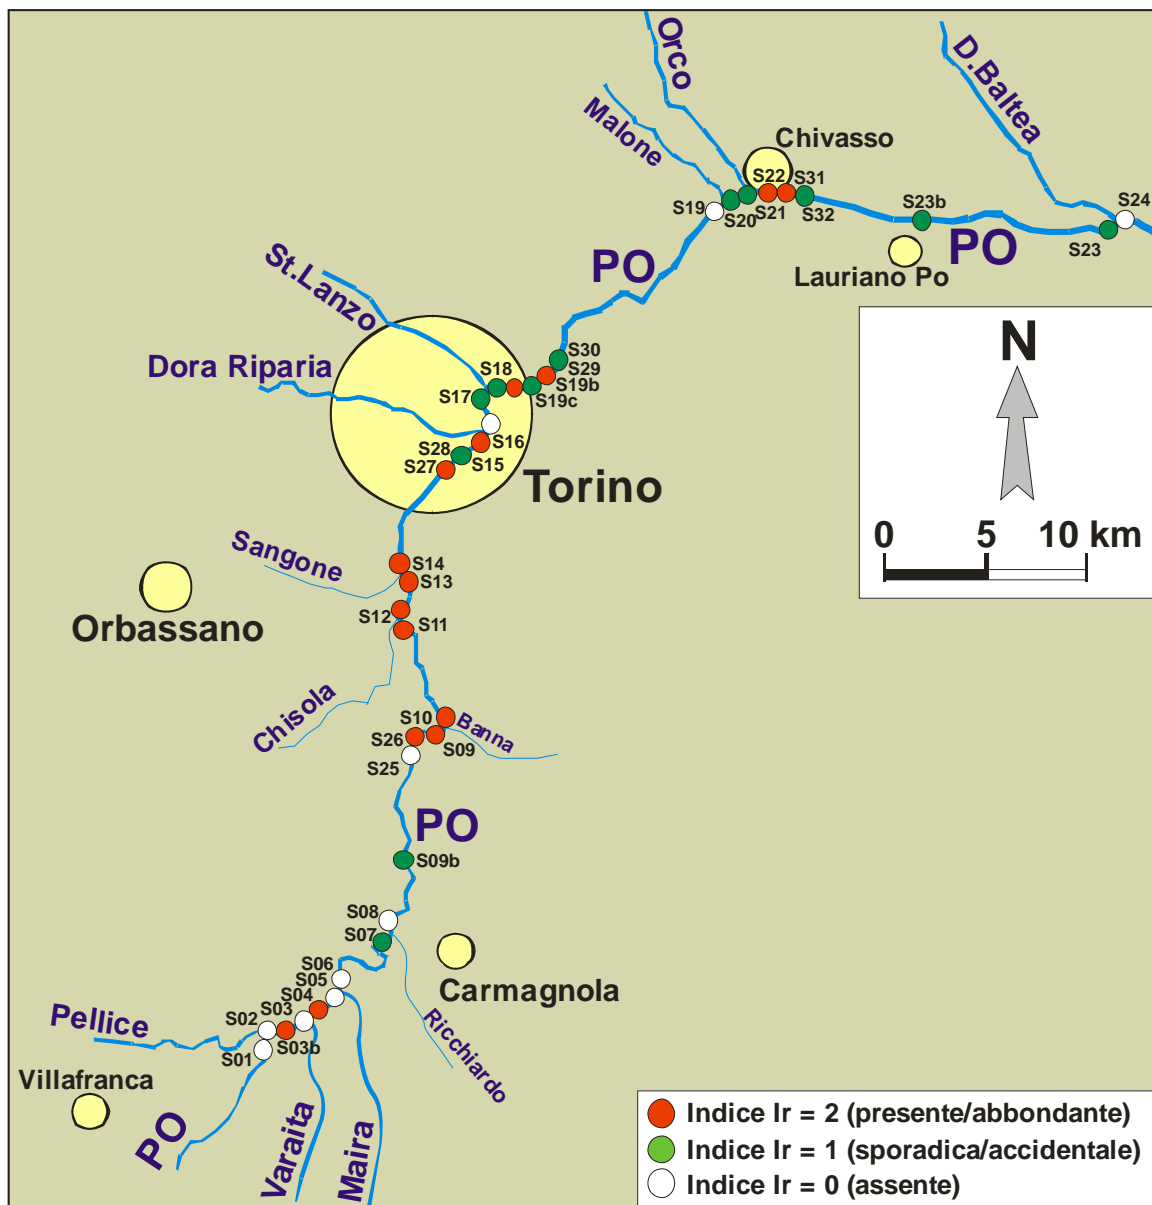 Orco
D.Baltea
Malone
Chivasso
S22
S31
S19
S20
S21
S32
S23b
S24
S23
PO
PO
Lauriano Po
St.Lanzo
Dora Riparia
S30
S29
S18
S19b
S17
S19c
S16
S28
S15
S27
Torino
N
0 5 10 km
Sangone
S14
S13
Orbassano
S12
S11
Chisola
S10
Banna
S26
S09
S25
PO
S09b
S08
S07
S06
S05
Carmagnola
S04
S03
S02
Pellice
S03b
S01
Ricchiardo
Villafranca
PO
Varaita
Maira
Indice Ir = 2 (presente/abbondante)
Indice Ir = 1 (sporadica/accidentale)
Indice Ir = 0 (assente)